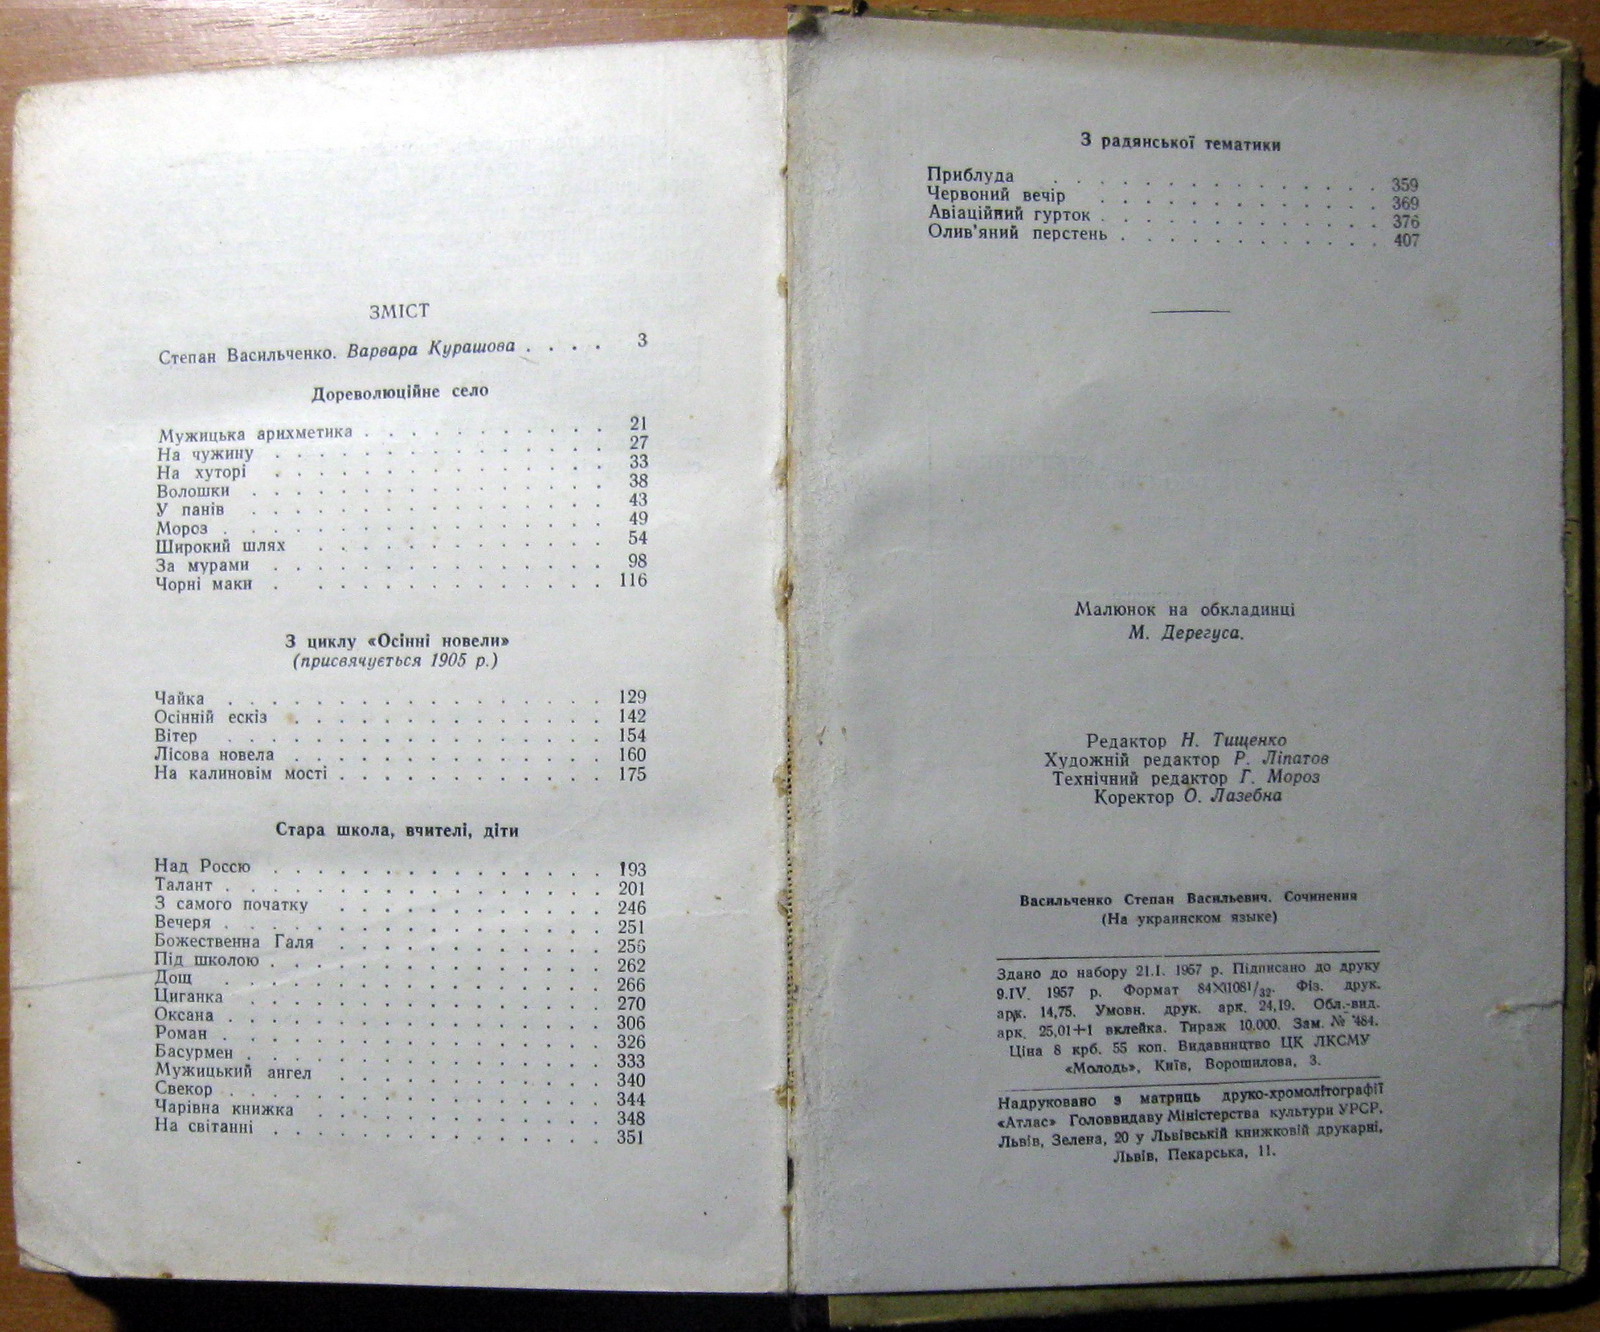 ЗМІСТ
Степан Васильченко. Варвара Курашова . . . . 3
Дореволюційне село
Мужицька арихметика . . . . . . . . . . . 21
На чужину . . . . . . . . . . . . . . . 27
На хуторі . . . . . . . . . . . . . . . 33
Волошки . . . . . . . . . . . . . . . . 38
У панів . . . . . . . . . . . . . . . . 43
Мороз . . . . . . . . . . . . . . . . . 49
Широкий шлях . . . . . . . . . . . . . 54
За мурами . . . . . . . . . . . . . . . 98
Чорні маки . . . . . . . . . . . . . . 116
З циклу «Осінні новели»
(присвячується 1905 р.)
Чайка . . . . . . . . . . . . . . . . . 129
Осінній ескіз . . . . . . . . . . . . . . 142
Вітер . . . . . . . . . . . . . . . . . 154
Лісова новела . . . . . . . . . . . . . . 160
На калиновім мості . . . . . . . . . . . . 175
Стара школа, вчителі, діти
Над Россю . . . . . . . . . . . . . . . 193
Талант . . . . . . . . . . . . . . . . . 201
З самого початку . . . . . . . . . . . . 246
Вечеря . . . . . . . . . . . . . . . . . 251
Божественна Галя . . . . . . . . . . . . 256
Під школою . . . . . . . . . . . . . . . 262
Дощ . . . . . . . . . . . . . . . . . 266
Циганка . . . . . . . . . . . . . . . . 270
Оксана . . . . . . . . . . . . . . . . . 306
Роман . . . . . . . . . . . . . . . . . 326
Басурмен . . . . . . . . . . . . . . . . 333
Мужицький ангел . . . . . . . . . . . . 340
Свекор . . . . . . . . . . . . . . . . . 344
Чарівна книжка . . . . . . . . . . . . . 348
На світанні . . . . . . . . . . . . . . . 351
З радянської тематики
Приблуда . . . . . . . . . . . . . . . 359
Червоний вечір . . . . . . . . . . . . . 369
Авіаційний гурток . . . . . . . . . . . . . 376
Олив'яний перстень . . . . . . . . . . . . 407
Малюнок на обкладинці
М. Дерегуса.
Редактор Н. Тищенко
Художній редактор Р. Ліпатов
Технічний редактор Г. Мороз
Коректор О. Лазебна
Васильченко Степан Васильевич. Сочинения
(На украинском языке)
Здано до набору 21.I. 1957 р. Підписано до друку
9.IV. 1957 р. Формат 84X1081/32. Фіз. друк.
арк. 14,75. Умовн. друк. арк. 24,19. Обл.-вид.
арк. 25,01+1 вклейка. Тираж 10.000. Зам. № 484.
Ціна 8 крб. 55 коп. Видавництво ЦК ЛКСМУ
«Молодь», Київ, Ворошилова, 3.
Надруковано з матриць друко-хромолітографії
«Атлас» Головвидаву Міністерства культури УРСР,
Львів, Зелена, 20 у Львівській книжковій друкарні,
Львів, Пекарська, 11.